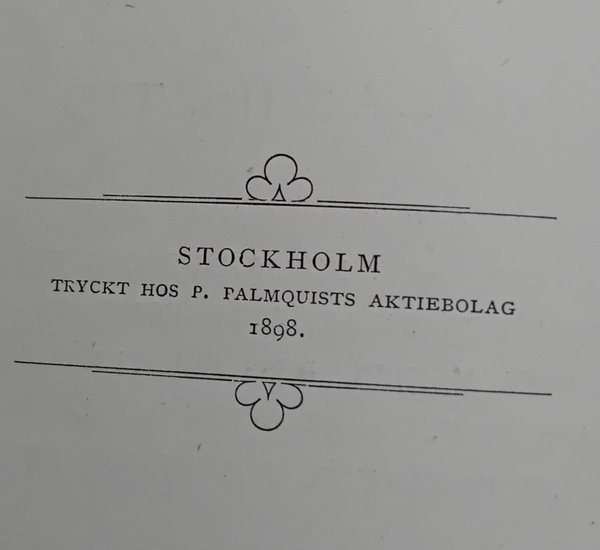 STOCKHOLM
TRYCKT HOS P. PALMQUISTS AKTIEBOLAG
1898.